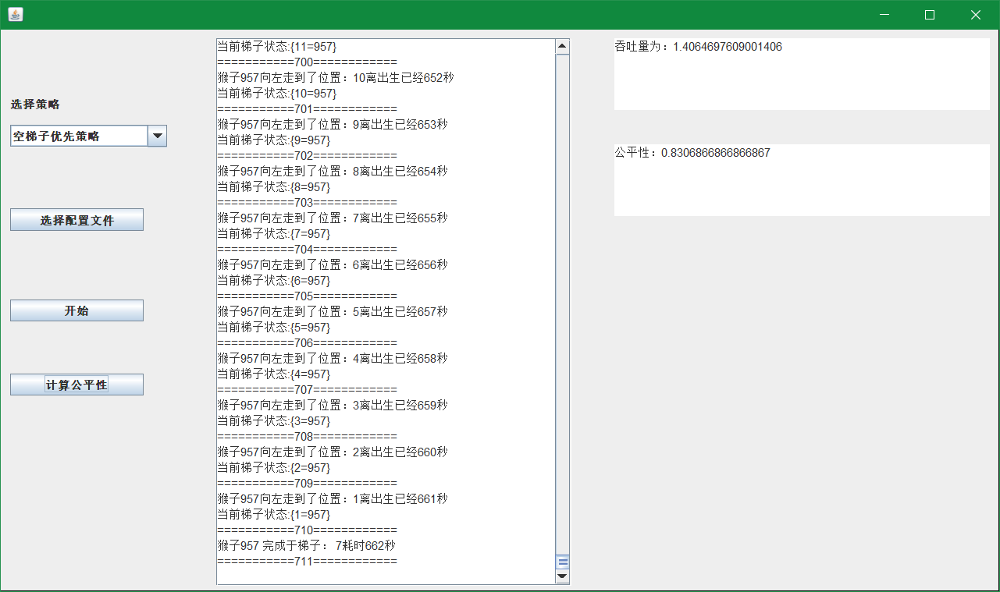 选择策略
空梯子优先策略
选择配置文件
开始
计算公平性
当前梯子状态:{11=957}
===========700============
猴子957向左走到了位置：10离出生已经652秒
当前梯子状态:{10=957}
===========701============
猴子957向左走到了位置：9离出生已经653秒
当前梯子状态:{9=957}
===========702============
猴子957向左走到了位置：8离出生已经654秒
当前梯子状态:{8=957}
===========703============
猴子957向左走到了位置：7离出生已经655秒
当前梯子状态:{7=957}
===========704============
猴子957向左走到了位置：6离出生已经656秒
当前梯子状态:{6=957}
===========705============
猴子957向左走到了位置：5离出生已经657秒
当前梯子状态:{5=957}
===========706============
猴子957向左走到了位置：4离出生已经658秒
当前梯子状态:{4=957}
===========707============
猴子957向左走到了位置：3离出生已经659秒
当前梯子状态:{3=957}
===========708============
猴子957向左走到了位置：2离出生已经660秒
当前梯子状态:{2=957}
===========709============
猴子957向左走到了位置：1离出生已经661秒
当前梯子状态:{1=957}
===========710============
猴子957 完成于梯子： 7耗时662秒
===========711============
吞吐量为：1.4064697609001406
公平性：0.8306866866866867